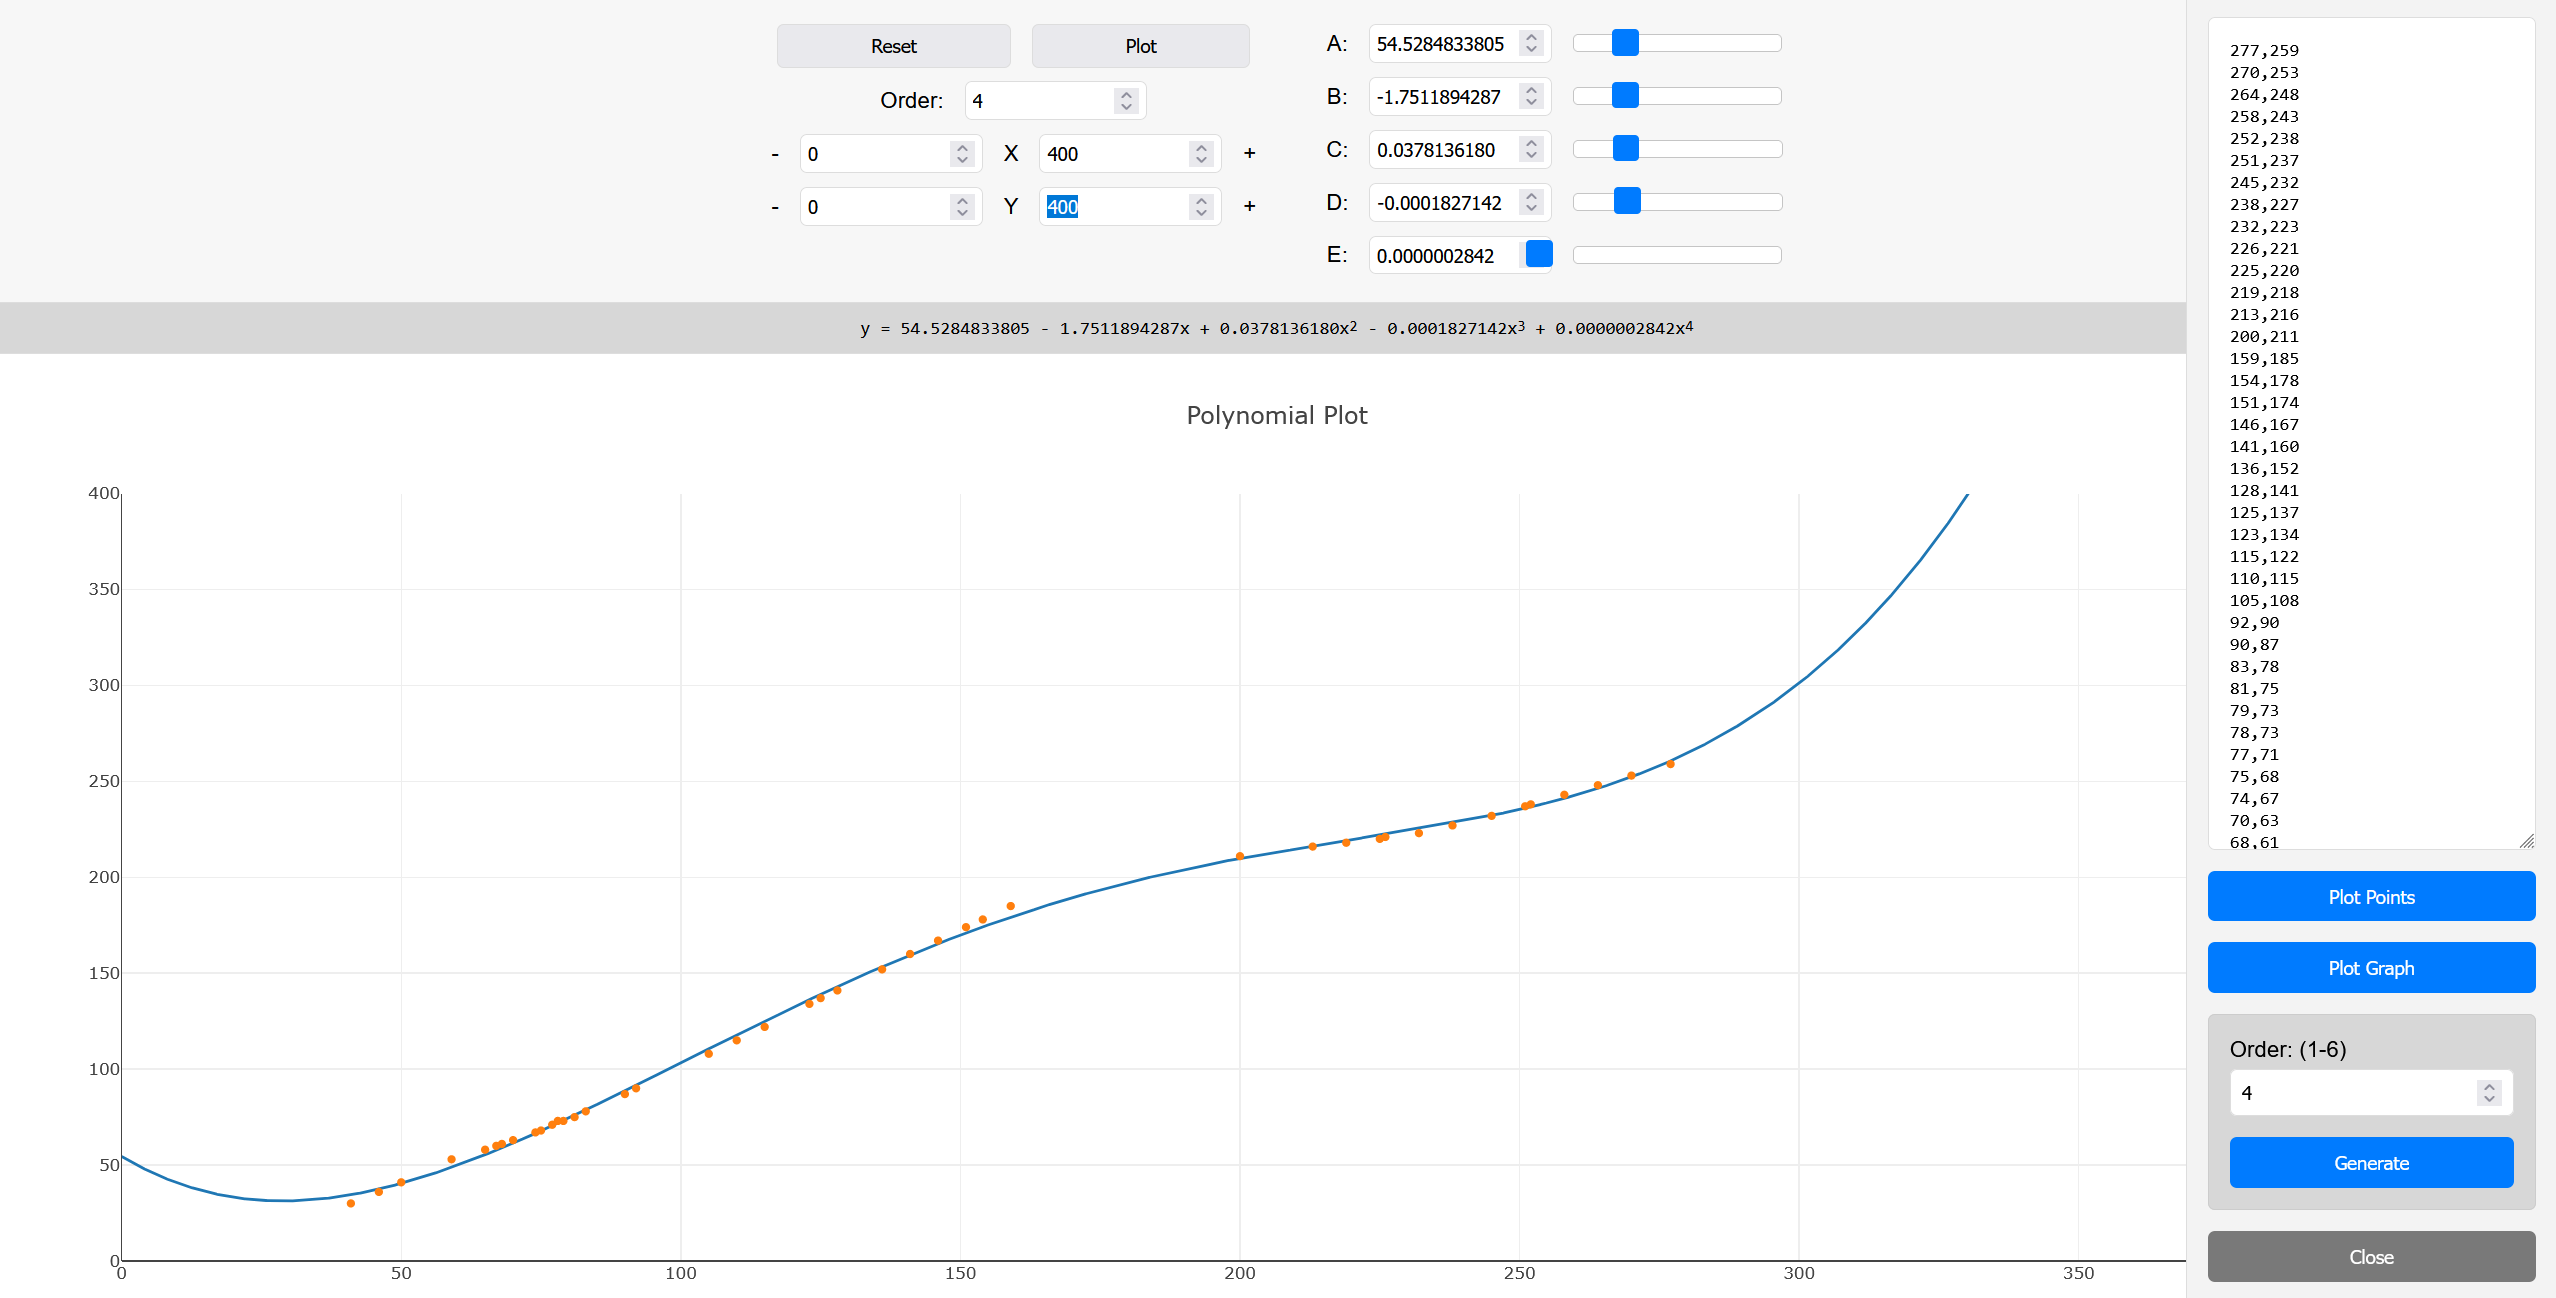 Reset Plot
Order: 4
- 0 X 400 +
- 0 Y 400 +
A: 54.5284833805
B: -1.7511894287
C: 0.0378136180
D: -0.0001827142
E: 0.0000002842
y = 54.5284833805 - 1.7511894287x + 0.0378136180x² - 0.0001827142x³ + 0.0000002842x⁴
Polynomial Plot
400
350
300
250
200
150
100
50
0
0 50 100 150 200 250 300 350
277,259
270,253
264,248
258,243
252,238
251,237
245,232
238,227
232,223
226,221
225,220
219,218
213,216
200,211
159,185
154,178
151,174
146,167
141,160
136,152
128,141
125,137
123,134
115,122
110,115
105,108
92,90
90,87
83,78
81,75
79,73
78,73
77,71
75,68
74,67
70,63
68,61
Plot Points
Plot Graph
Order: (1-6)
4
Generate
Close